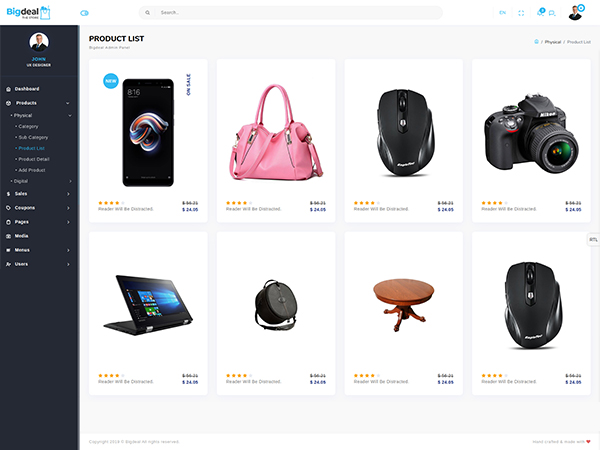 Bigdeal
Search...
EN
JOHN
UX DESIGNER
Dashboard
Products
Physical
Category
Sub Category
Product List
Product Detail
Add Product
Digital
Sales
Coupons
Pages
Media
Menus
Users
PRODUCT LIST
Bigdeal Admin Panel
/ Physical / Product List
NEW
ON SALE
8:16
$ 56.21
Reader Will Be Distracted. $ 24.05
$ 56.21
Reader Will Be Distracted. $ 24.05
$ 56.21
Reader Will Be Distracted. $ 24.05
Nikon
$ 56.21
Reader Will Be Distracted. $ 24.05
RTL
$ 56.21
Reader Will Be Distracted. $ 24.05
$ 56.21
Reader Will Be Distracted. $ 24.05
$ 56.21
Reader Will Be Distracted. $ 24.05
$ 56.21
Reader Will Be Distracted. $ 24.05
Copyright 2019 © Bigdeal All rights reserved.
Hand crafted & made with